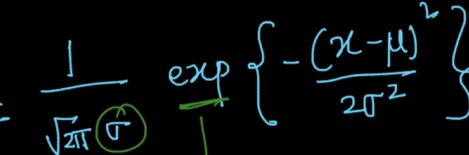 = 1/(√2π σ) exp { - (x-μ)²/2σ² }